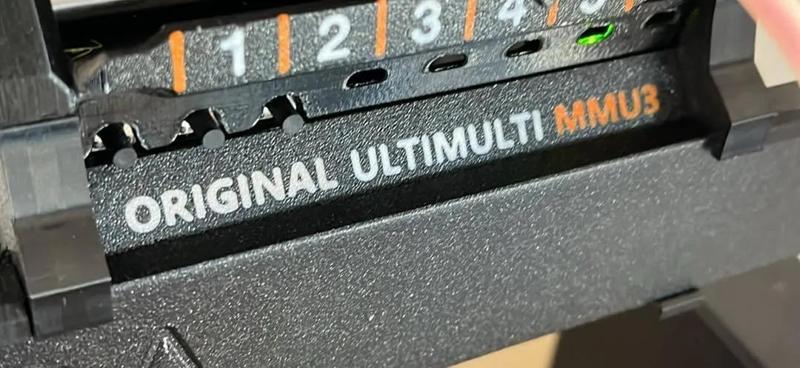 1 2 3 4 5
ORIGINAL ULTIMULTI MMU3